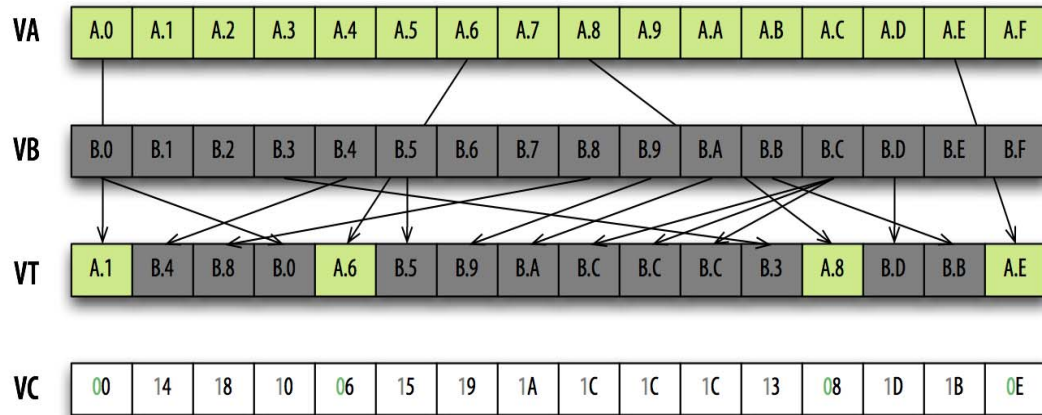 VA A.0 A.1 A.2 A.3 A.4 A.5 A.6 A.7 A.8 A.9 A.A A.B A.C A.D A.E A.F
VB B.0 B.1 B.2 B.3 B.4 B.5 B.6 B.7 B.8 B.9 B.A B.B B.C B.D B.E B.F
VT A.1 B.4 B.8 B.0 A.6 B.5 B.9 B.A B.C B.C B.C B.3 A.8 B.D B.B A.E
VC 00 14 18 10 06 15 19 1A 1C 1C 1C 13 08 1D 1B 0E